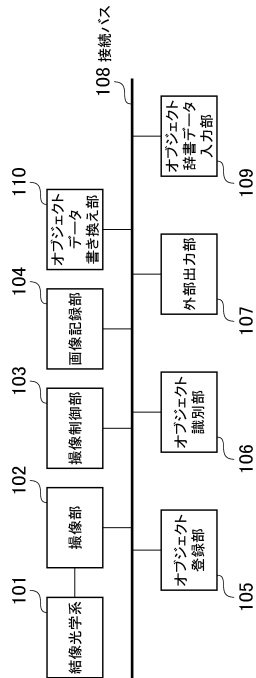 101
結像光学系
102
撮像部
103
撮像制御部
104
画像記録部
110
オブジェクト
データ
書き換え部
108 接続バス
オブジェクト
登録部
105
オブジェクト
識別部
106
外部出力部
107
オブジェクト
辞書データ
入力部
109